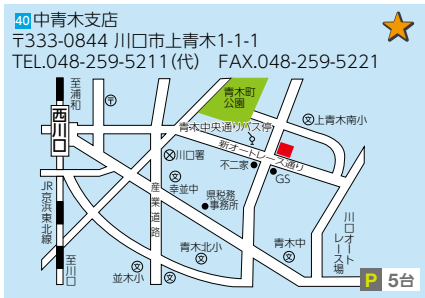 40 中青木支店
〒333-0844 川口市上青木1-1-1
TEL.048-259-5211(代) FAX.048-259-5221
至浦和
〒
青木町
公園
文 上青木南小
西川口
青木中央通りバス停
新オートレース通り
川口署
不二家
GS
文
幸並中
産業道路
県税務
事務所
JR京浜東北線
川口オートレース場
青木北小
文
青木中
文
至川口
並木小
文
P 5台